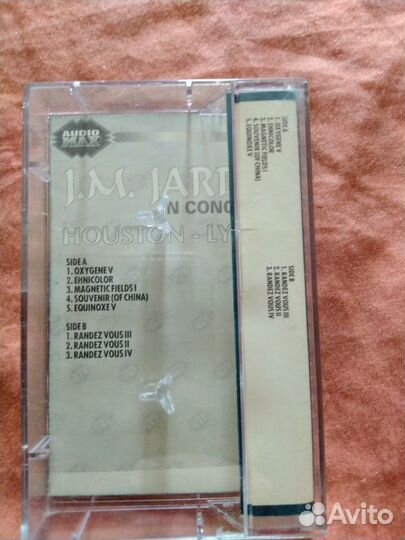 AUDIO
MAX
J.M. JARR
IN CONC
HOUSTON - LY
SIDE A
1. OXYGENE V
2. EHNICOLOR
3. MAGNETIC FIELDS I
4. SOUVENIR (OF CHINA)
5. EQUINOXE V
SIDE B
1. RANDEZ VOUS III
2. RANDEZ VOUS II
3. RANDEZ VOUS IV
SIDE A
1. OXYGENE V
2. EHNICOLOR
3. MAGNETIC FIELDS I
4. SOUVENIR (OF CHINA)
5. EQUINOXE V
SIDE B
1. RANDEZ VOUS III
2. RANDEZ VOUS II
3. RANDEZ VOUS IV
Avito